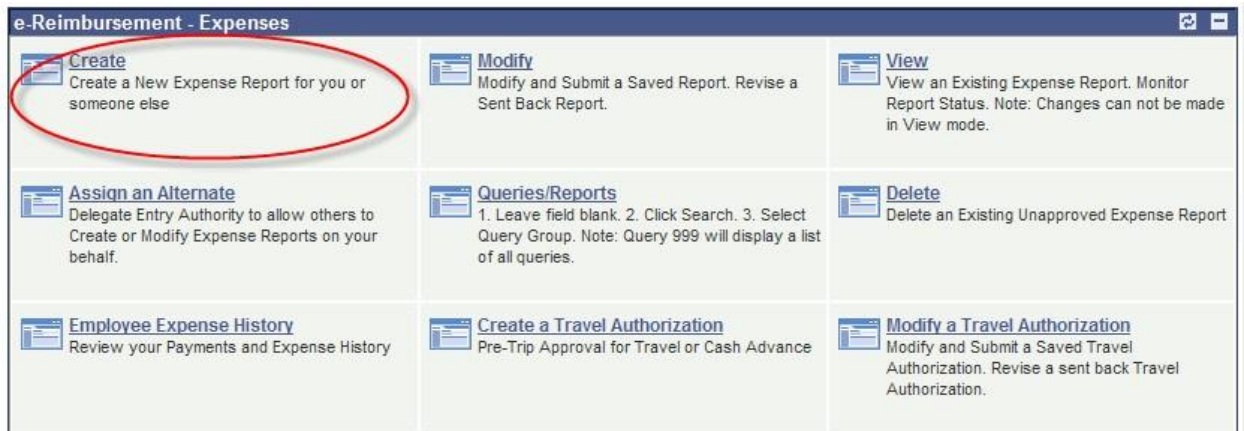 e-Reimbursement - Expenses
Create
Create a New Expense Report for you or
someone else
Modify
Modify and Submit a Saved Report. Revise a
Sent Back Report.
View
View an Existing Expense Report. Monitor
Report Status. Note: Changes can not be made
in View mode.
Assign an Alternate
Delegate Entry Authority to allow others to
Create or Modify Expense Reports on your
behalf.
Queries/Reports
1. Leave field blank. 2. Click Search. 3. Select
Query Group. Note: Query 999 will display a list
of all queries.
Delete
Delete an Existing Unapproved Expense Report
Employee Expense History
Review your Payments and Expense History
Create a Travel Authorization
Pre-Trip Approval for Travel or Cash Advance
Modify a Travel Authorization
Modify and Submit a Saved Travel
Authorization. Revise a sent back Travel
Authorization.